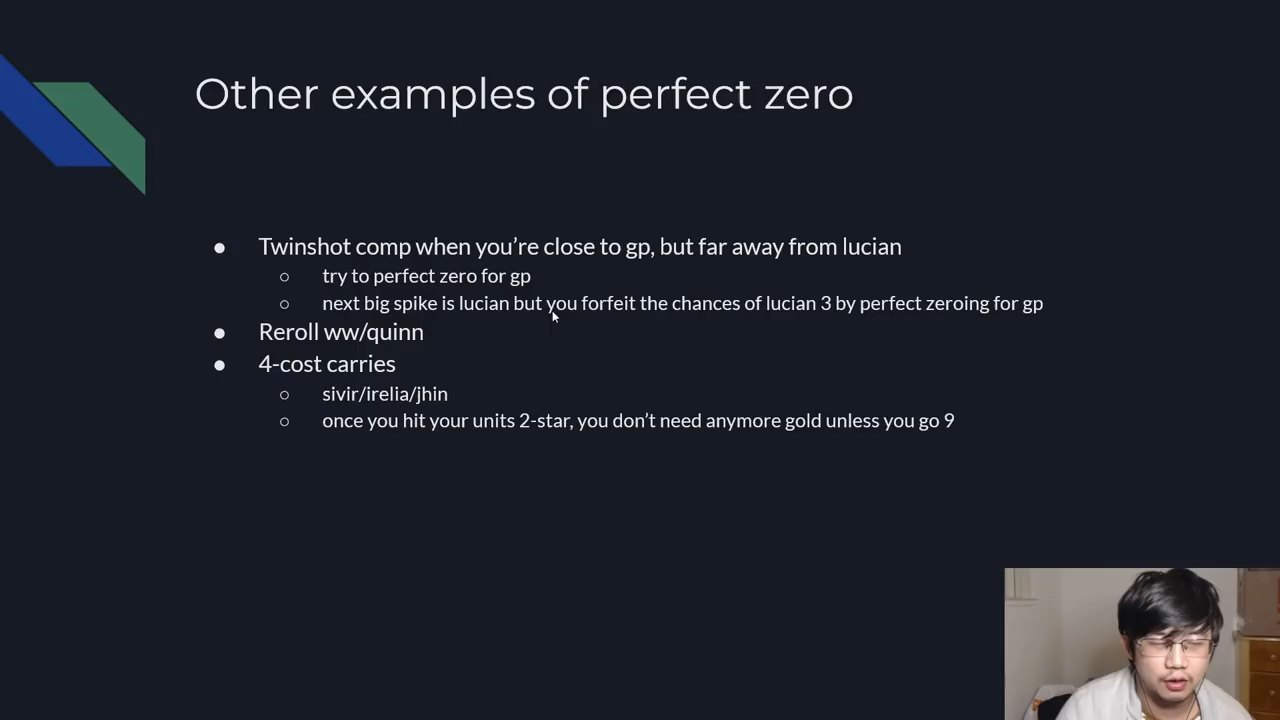 Other examples of perfect zero
● Twinshot comp when you're close to gp, but far away from lucian
○ try to perfect zero for gp
○ next big spike is lucian but you forfeit the chances of lucian 3 by perfect zeroing for gp
● Reroll ww/quinn
● 4-cost carries
○ sivir/irelia/jhin
○ once you hit your units 2-star, you don't need anymore gold unless you go 9